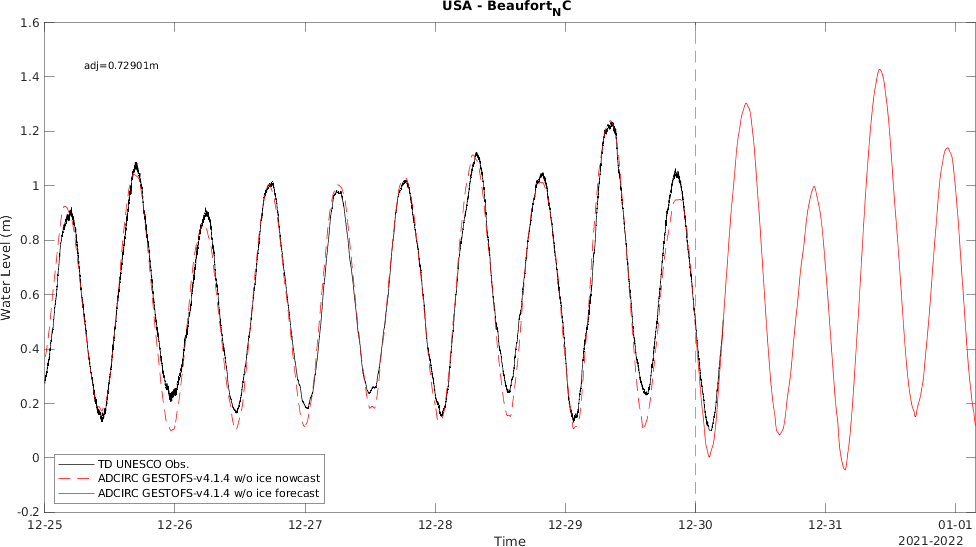 USA - Beaufort_NC
1.6
adj=0.72901m
1.4
1.2
1
0.8
Water Level (m)
0.6
0.4
0.2
0
-0.2
TD UNESCO Obs.
ADCIRC GESTOFS-v4.1.4 w/o ice nowcast
ADCIRC GESTOFS-v4.1.4 w/o ice forecast
12-25 12-26 12-27 12-28 12-29 12-30 12-31 01-01
Time
2021-2022